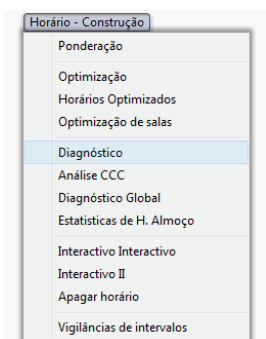 Horário - Construção
Ponderação
Optimização
Horários Optimizados
Optimização de salas
Diagnóstico
Análise CCC
Diagnóstico Global
Estatisticas de H. Almoço
Interactivo Interactivo
Interactivo II
Apagar horário
Vigilâncias de intervalos